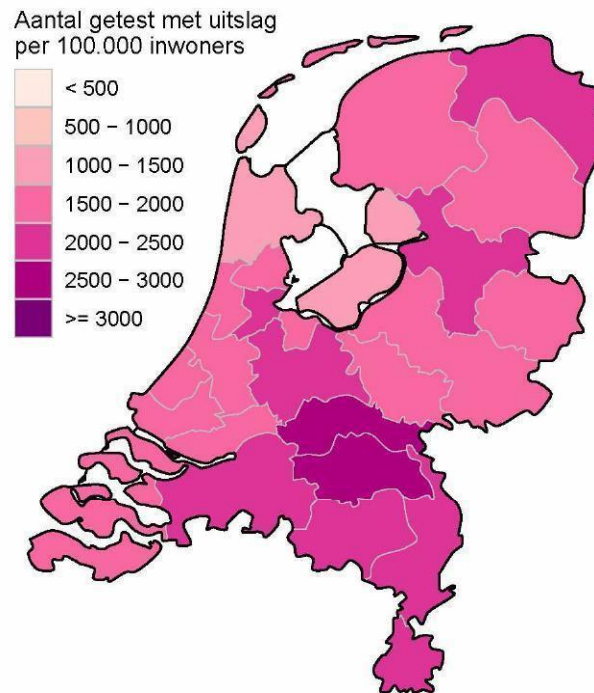 Aantal getest met uitslag
per 100.000 inwoners
< 500
500 – 1000
1000 – 1500
1500 – 2000
2000 – 2500
2500 – 3000
>= 3000